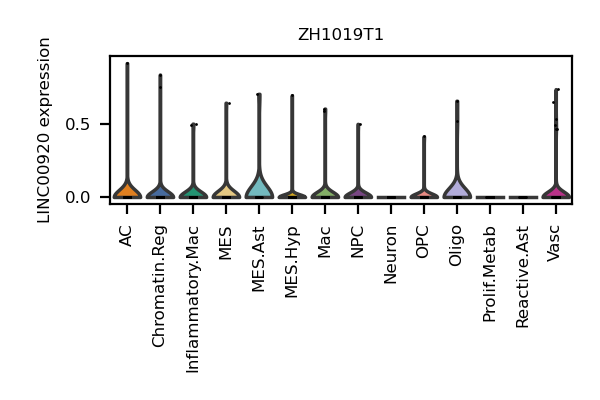 ZH1019T1
LINC00920 expression
0.5
0.0
AC
Chromatin.Reg
Inflammatory.Mac
MES
MES.Ast
MES.Hyp
Mac
NPC
Neuron
OPC
Oligo
Prolif.Metab
Reactive.Ast
Vasc